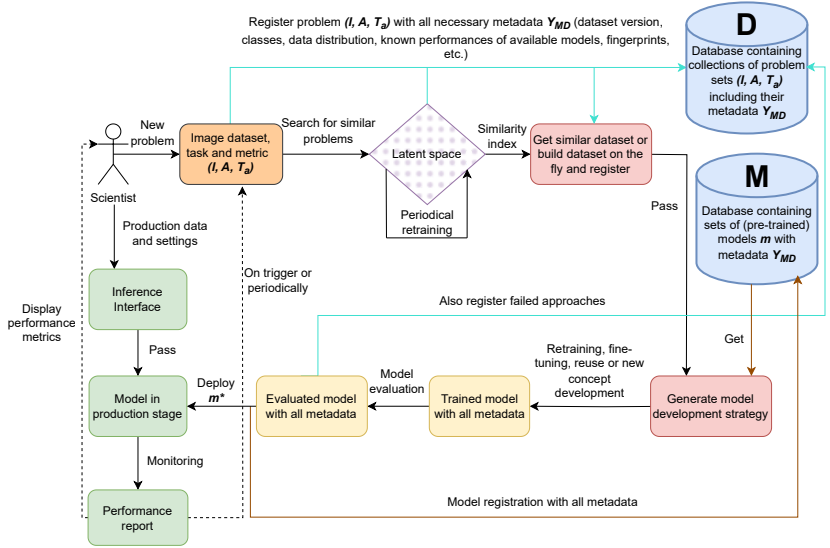 Register problem (I, A, Ta) with all necessary metadata YMD (dataset version,
classes, data distribution, known performances of available models, fingerprints,
etc.)
D
Database containing
collections of problem
sets (I, A, Ta)
including their
metadata YMD
New
problem
Image dataset,
task and metric
(I, A, Ta)
Search for similar
problems
Latent space
Similarity
index
Get similar dataset or
build dataset on the
fly and register
Periodical
retraining
Scientist
Pass
M
Database containing
sets of (pre-trained)
models m with
metadata YMD
Production data
and settings
On trigger or
periodically
Inference
Interface
Display
performance
metrics
Also register failed approaches
Get
Pass
Retraining, fine-
tuning, reuse or new
concept
development
Model
evaluation
Deploy
m*
Model in
production stage
Evaluated model
with all metadata
Trained model
with all metadata
Generate model
development strategy
Monitoring
Model registration with all metadata
Performance
report